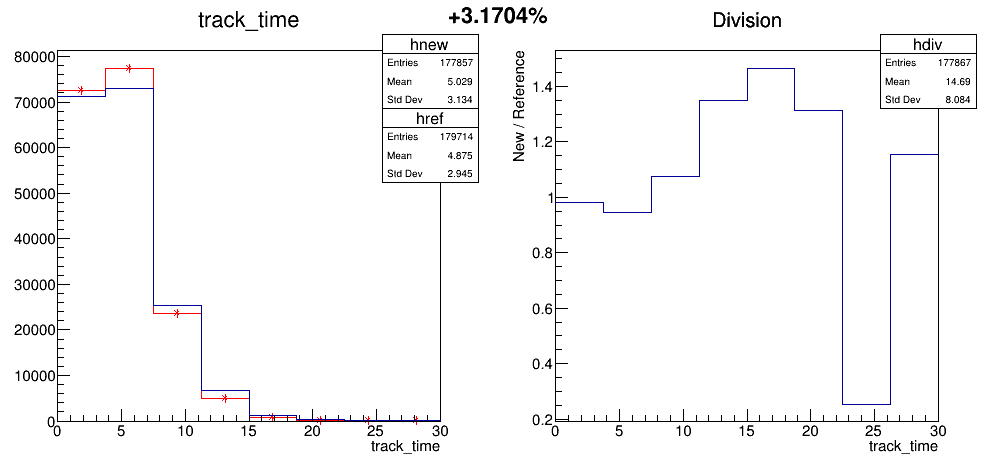 +3.1704%
track_time
hnew
Entries 177857
Mean 5.029
Std Dev 3.134
href
Entries 179714
Mean 4.875
Std Dev 2.945
80000
70000
60000
50000
40000
30000
20000
10000
0
0 5 10 15 20 25 30
track_time
Division
hdiv
Entries 177867
Mean 14.69
Std Dev 8.084
New / Reference
1.4
1.2
1
0.8
0.6
0.4
0.2
0 5 10 15 20 25 30
track_time